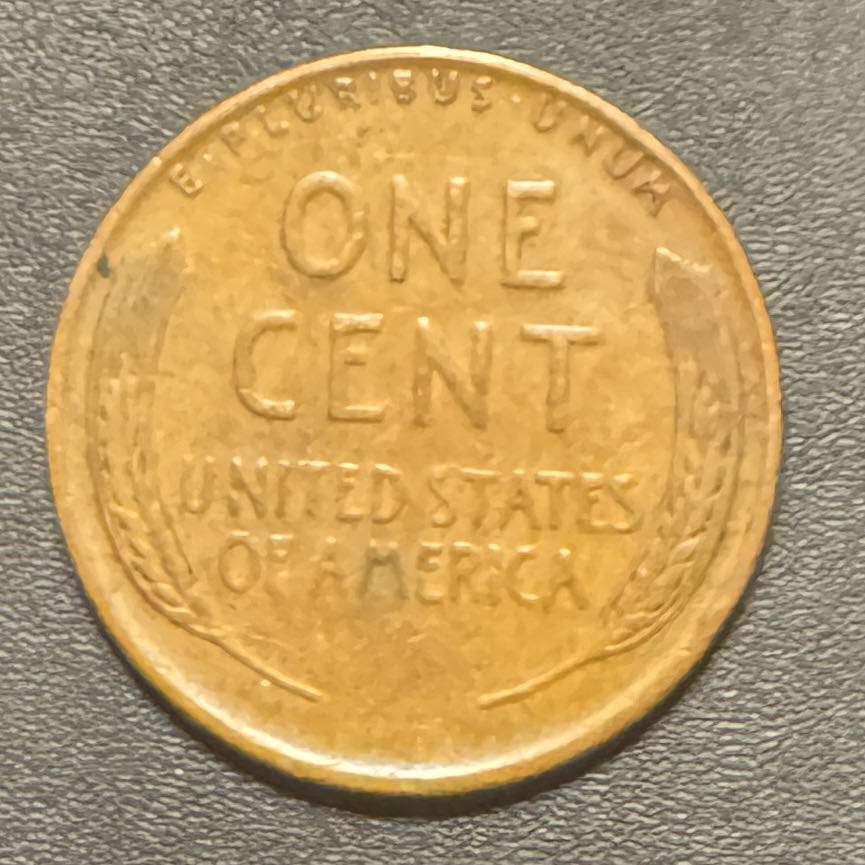 E·PLURIBUS·UNUM
ONE
CENT
UNITED STATES
OF AMERICA